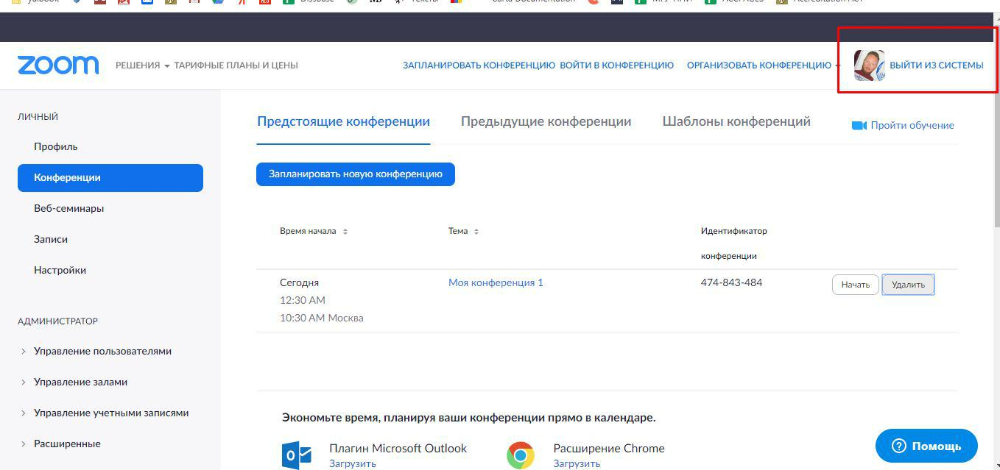 zoom
РЕШЕНИЯ ТАРИФНЫЕ ПЛАНЫ И ЦЕНЫ ЗАПЛАНИРОВАТЬ КОНФЕРЕНЦИЮ ВОЙТИ В КОНФЕРЕНЦИЮ ОРГАНИЗОВАТЬ КОНФЕРЕНЦИЮ ВЫЙТИ ИЗ СИСТЕМЫ
ЛИЧНЫЙ
Профиль
Конференции
Веб-семинары
Записи
Настройки
АДМИНИСТРАТОР
Управление пользователями
Управление залами
Управление учетными записями
Расширенные
Предстоящие конференции Предыдущие конференции Шаблоны конференций Пройти обучение
Запланировать новую конференцию
Время начала Тема Идентификатор
конференции
Сегодня Моя конференция 1 474-843-484 Начать Удалить
12:30 AM
10:30 AM Москва
Экономьте время, планируя ваши конференции прямо в календаре.
Плагин Microsoft Outlook Расширение Chrome
Загрузить Загрузить
Помощь